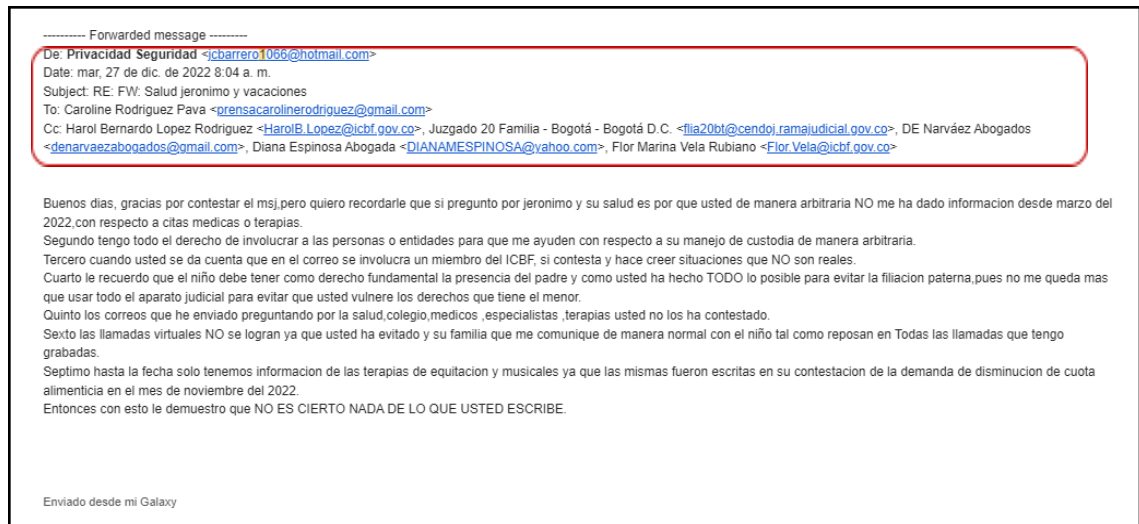 ---------- Forwarded message ---------
De: Privacidad Seguridad <jcbarrero1066@hotmail.com>
Date: mar, 27 de dic. de 2022 8:04 a. m.
Subject: RE: FW: Salud jeronimo y vacaciones
To: Caroline Rodriguez Pava <prensacarolinerodriguez@gmail.com>
Cc: Harol Bernardo Lopez Rodriguez <HarolB.Lopez@icbf.gov.co>, Juzgado 20 Familia - Bogotá - Bogotá D.C. <flia20bt@cendoj.ramajudicial.gov.co>, DE Narváez Abogados
<denarvaezabogados@gmail.com>, Diana Espinosa Abogada <DIANAMESPINOSA@yahoo.com>, Flor Marina Vela Rubiano <Flor.Vela@icbf.gov.co>
Buenos dias, gracias por contestar el msj,pero quiero recordarle que si pregunto por jeronimo y su salud es por que usted de manera arbitraria NO me ha dado informacion desde marzo del
2022,con respecto a citas medicas o terapias.
Segundo tengo todo el derecho de involucrar a las personas o entidades para que me ayuden con respecto a su manejo de custodia de manera arbitraria.
Tercero cuando usted se da cuenta que en el correo se involucra un miembro del ICBF, si contesta y hace creer situaciones que NO son reales.
Cuarto le recuerdo que el niño debe tener como derecho fundamental la presencia del padre y como usted ha hecho TODO lo posible para evitar la filiacion paterna,pues no me queda mas
que usar todo el aparato judicial para evitar que usted vulnere los derechos que tiene el menor.
Quinto los correos que he enviado preguntando por la salud,colegio,medicos ,especialistas ,terapias usted no los ha contestado.
Sexto las llamadas virtuales NO se logran ya que usted ha evitado y su familia que me comunique de manera normal con el niño tal como reposan en Todas las llamadas que tengo
grabadas.
Septimo hasta la fecha solo tenemos informacion de las terapias de equitacion y musicales ya que las mismas fueron escritas en su contestacion de la demanda de disminucion de cuota
alimenticia en el mes de noviembre del 2022.
Entonces con esto le demuestro que NO ES CIERTO NADA DE LO QUE USTED ESCRIBE.
Enviado desde mi Galaxy